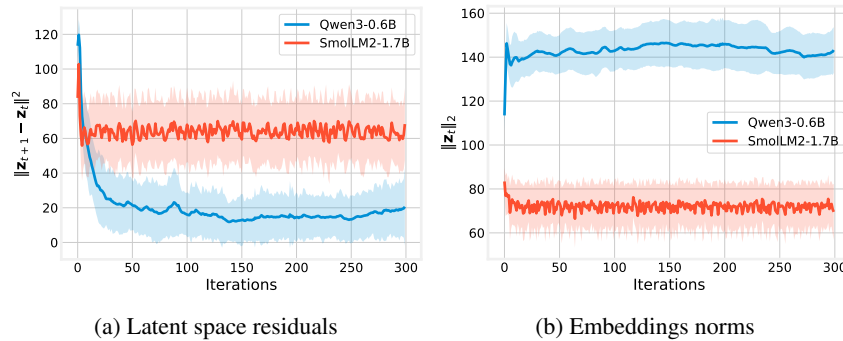 120
100
80
60
40
20
0
‖z_{t+1} − z_t‖²
Qwen3-0.6B
SmolLM2-1.7B
0 50 100 150 200 250 300
Iterations
(a) Latent space residuals
160
140
120
100
80
60
‖z_t‖₂
Qwen3-0.6B
SmolLM2-1.7B
0 50 100 150 200 250 300
Iterations
(b) Embeddings norms